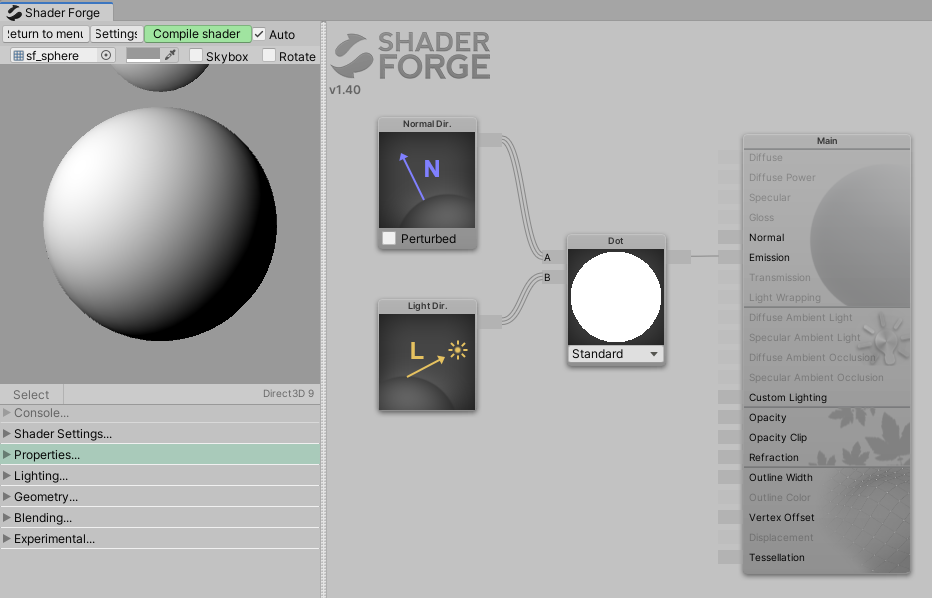 Shader Forge
Return to menu Settings Compile shader Auto
sf_sphere Skybox Rotate
SHADER
FORGE
v1.40
Normal Dir.
N
Perturbed
Light Dir.
L
Dot
A
B
Standard
Main
Diffuse
Diffuse Power
Specular
Gloss
Normal
Emission
Transmission
Light Wrapping
Diffuse Ambient Light
Specular Ambient Light
Diffuse Ambient Occlusion
Specular Ambient Occlusion
Custom Lighting
Opacity
Opacity Clip
Refraction
Outline Width
Outline Color
Vertex Offset
Displacement
Tessellation
Select Direct3D 9
Console...
Shader Settings...
Properties...
Lighting...
Geometry...
Blending...
Experimental...